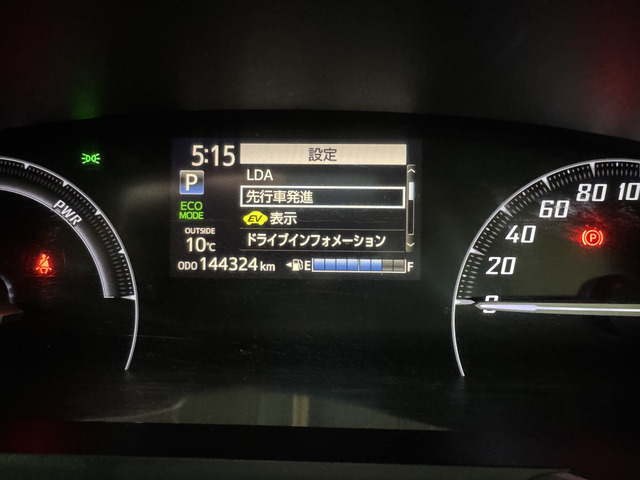 5:15
設定
P
LDA
先行車発進
ECO
MODE
EV 表示
OUTSIDE
10℃
ドライブインフォメーション
ODO 144324 km
E
F
PWR
0
20
40
60
80
10
P